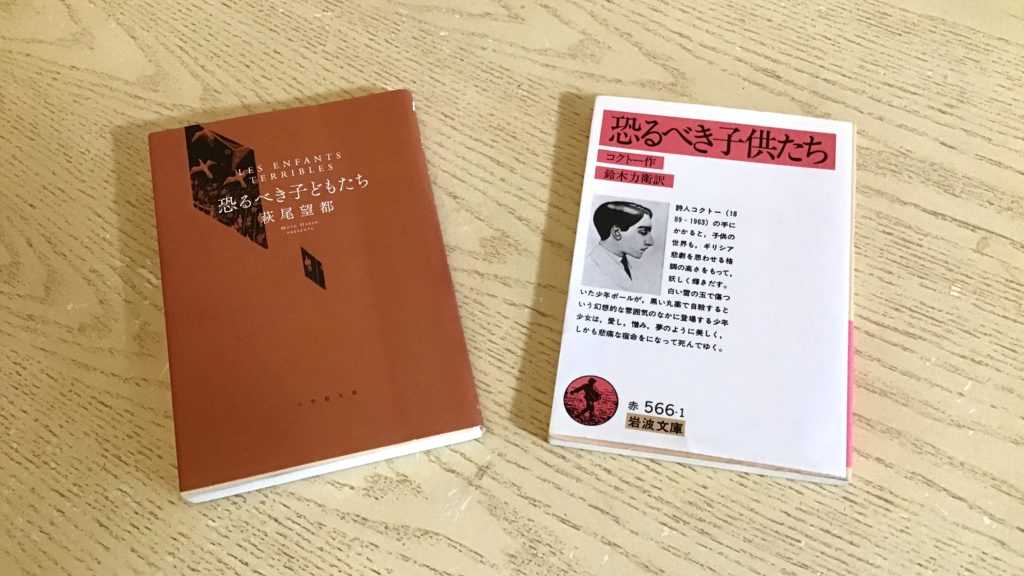 LES ENFANTS
TERRIBLES
恐るべき子どもたち
萩尾望都
MOTO HAGIO
PRESENTS
小学館文庫
恐るべき子供たち
コクトー作
鈴木力衛訳
詩人コクトー(18
89-1963)の手に
かかると,子供の
世界も,ギリシア
悲劇を思わせる格
調の高さをもって,
妖しく輝きだす。
白い雪の玉で傷つ
いた少年ポールが,黒い丸薬で自殺すると
いう幻想的な雰囲気のなかに登場する少年
少女は,愛し,憎み,夢のように美しく,
しかも悲痛な宿命をになって死んでゆく。
赤 566-1
岩波文庫